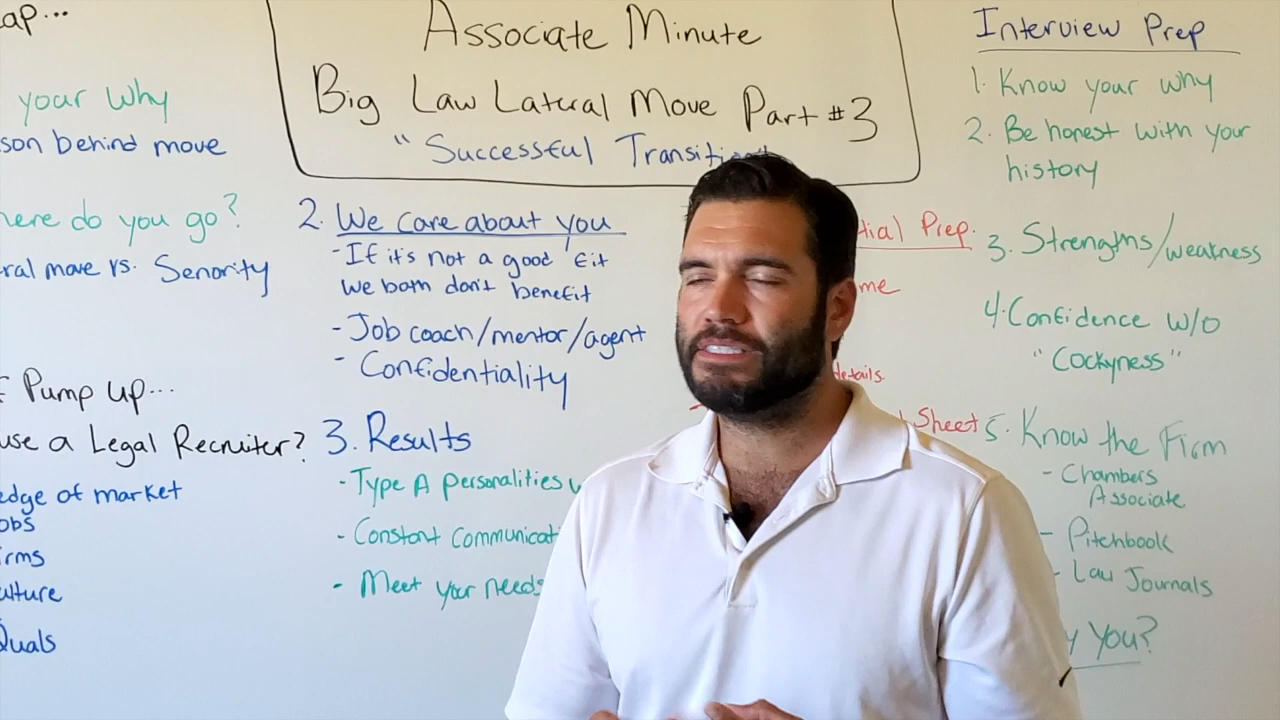 ap...
your Why
son behind move
here do you go?
ral move vs. Senority
Pump up...
use a Legal Recruiter?
edge of market
obs
irms
ulture
Quals
Associate Minute
Big Law Lateral Move Part #3
"Successful Transition"
2. We care about you
- If it's not a good fit
we both don't benefit
- Job coach/mentor/agent
- Confidentiality
3. Results
- Type A personalities
- Constant Communicati
- Meet your needs
tial Prep.
me
details.
Sheet
Interview Prep
1. Know your why
2. Be honest with your
history
3. Strengths/weakness
4. Confidence w/o
"Cockyness"
5. Know the Firm
- Chambers
Associate
- Pitchbook
- Law Journals
y You?